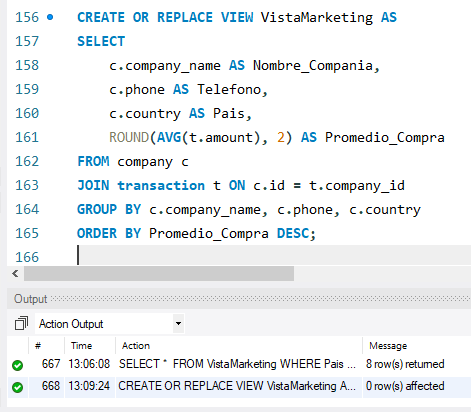 156 CREATE OR REPLACE VIEW VistaMarketing AS
157 SELECT
158 c.company_name AS Nombre_Compania,
159 c.phone AS Telefono,
160 c.country AS Pais,
161 ROUND(AVG(t.amount), 2) AS Promedio_Compra
162 FROM company c
163 JOIN transaction t ON c.id = t.company_id
164 GROUP BY c.company_name, c.phone, c.country
165 ORDER BY Promedio_Compra DESC;
166
Output
Action Output
# Time Action Message
667 13:06:08 SELECT * FROM VistaMarketing WHERE Pais ... 8 row(s) returned
668 13:09:24 CREATE OR REPLACE VIEW VistaMarketing A... 0 row(s) affected